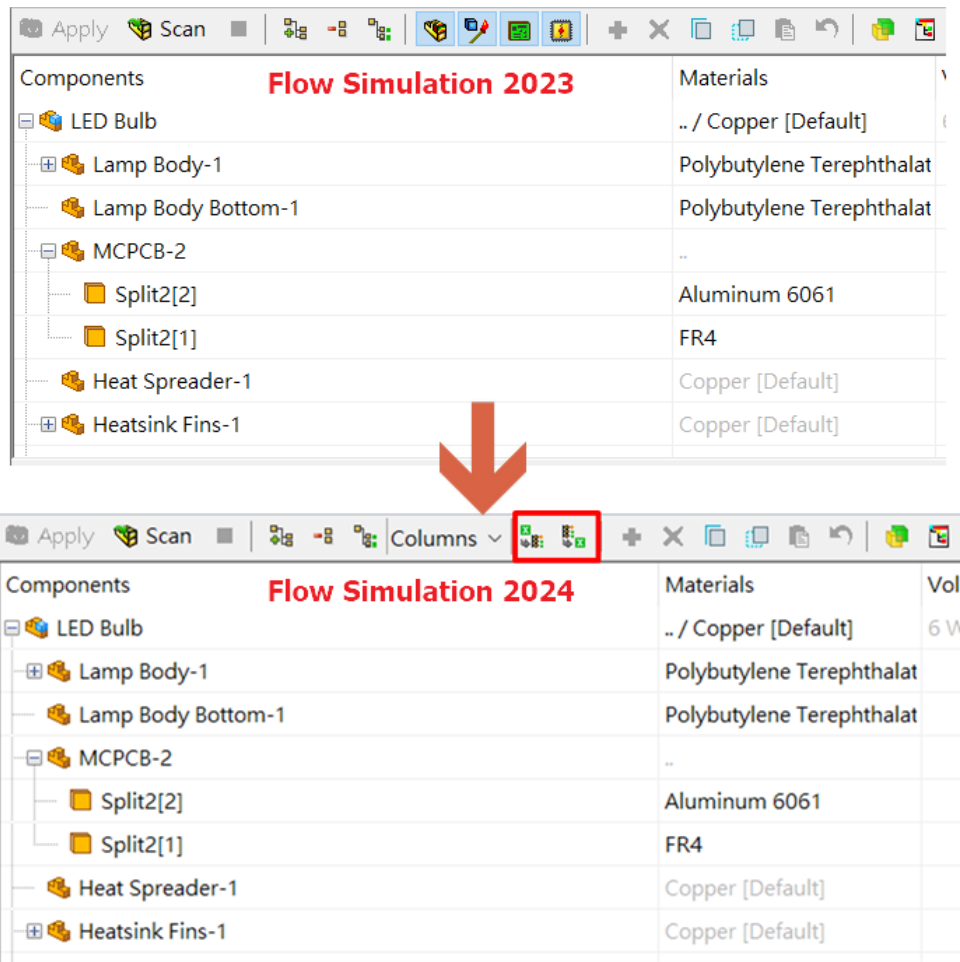 Apply Scan
Components Flow Simulation 2023 Materials
LED Bulb .. / Copper [Default]
Lamp Body-1 Polybutylene Terephthalat
Lamp Body Bottom-1 Polybutylene Terephthalat
MCPCB-2 ..
Split2[2] Aluminum 6061
Split2[1] FR4
Heat Spreader-1 Copper [Default]
Heatsink Fins-1 Copper [Default]
Apply Scan Columns
Components Flow Simulation 2024 Materials Vol
LED Bulb .. / Copper [Default] 6 W
Lamp Body-1 Polybutylene Terephthalat
Lamp Body Bottom-1 Polybutylene Terephthalat
MCPCB-2 ..
Split2[2] Aluminum 6061
Split2[1] FR4
Heat Spreader-1 Copper [Default]
Heatsink Fins-1 Copper [Default]